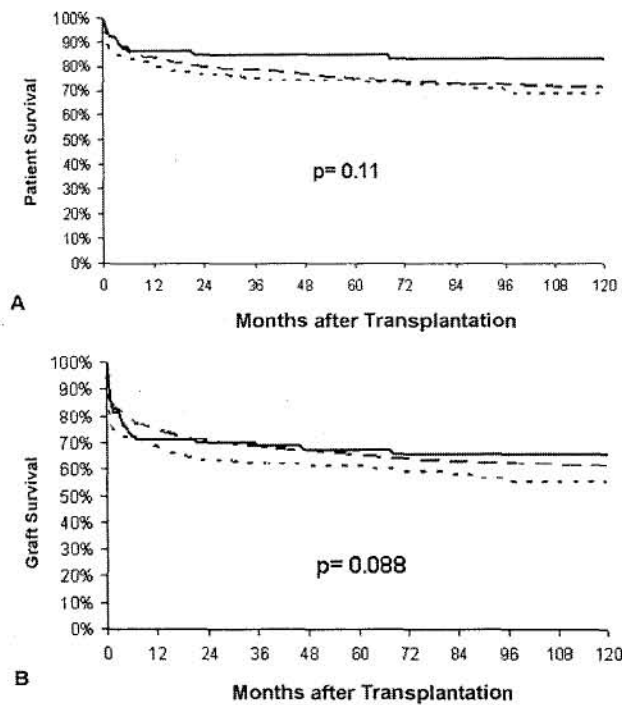 100%
90%
80%
70%
60%
50%
40%
30%
20%
10%
0%
Patient Survival
p= 0.11
0 12 24 36 48 60 72 84 96 108 120
A
Months after Transplantation
100%
90%
80%
70%
60%
50%
40%
30%
20%
10%
0%
Graft Survival
p= 0.088
0 12 24 36 48 60 72 84 96 108 120
B
Months after Transplantation